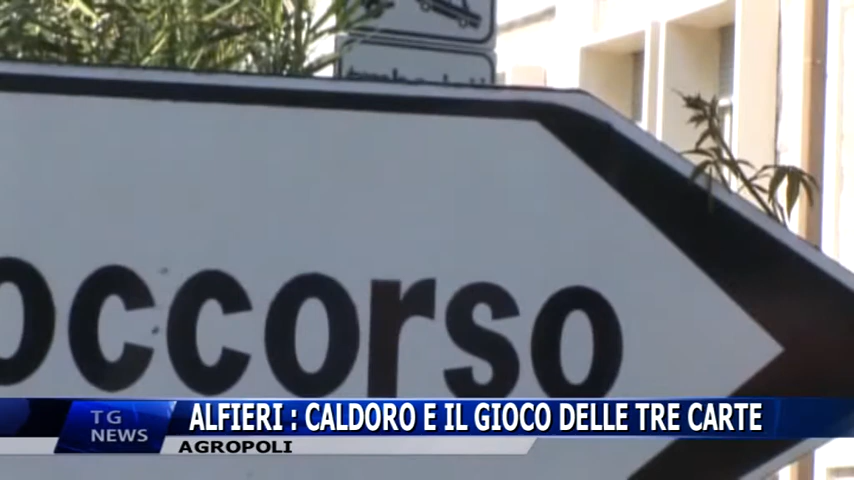 occorso
TG NEWS
ALFIERI : CALDORO E IL GIOCO DELLE TRE CARTE
AGROPOLI